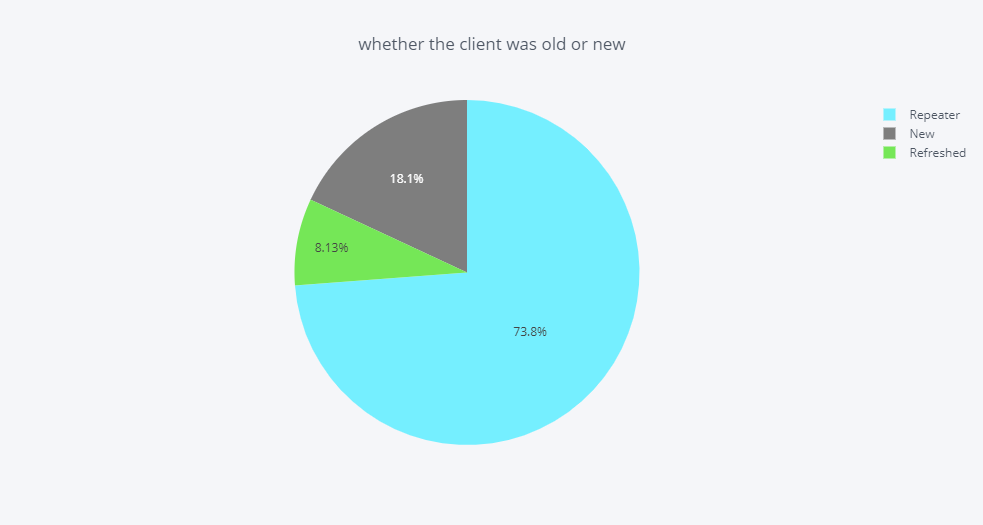 whether the client was old or new
Repeater
New
Refreshed
18.1%
8.13%
73.8%